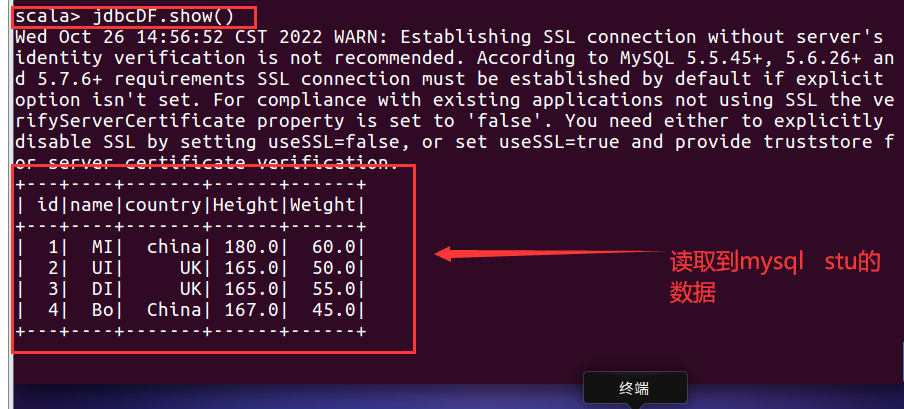 scala> jdbcDF.show()
Wed Oct 26 14:56:52 CST 2022 WARN: Establishing SSL connection without server's
identity verification is not recommended. According to MySQL 5.5.45+, 5.6.26+ an
d 5.7.6+ requirements SSL connection must be established by default if explicit
option isn't set. For compliance with existing applications not using SSL the ve
rifyServerCertificate property is set to 'false'. You need either to explicitly
disable SSL by setting useSSL=false, or set useSSL=true and provide truststore f
or server certificate verification.
+---+----+-------+------+------+
| id|name|country|Height|Weight|
+---+----+-------+------+------+
|  1|  MI|  china| 180.0|  60.0|
|  2|  UI|     UK| 165.0|  50.0|
|  3|  DI|     UK| 165.0|  55.0|
|  4|  Bo|  China| 167.0|  45.0|
+---+----+-------+------+------+
读取到mysql stu的
数据
终端